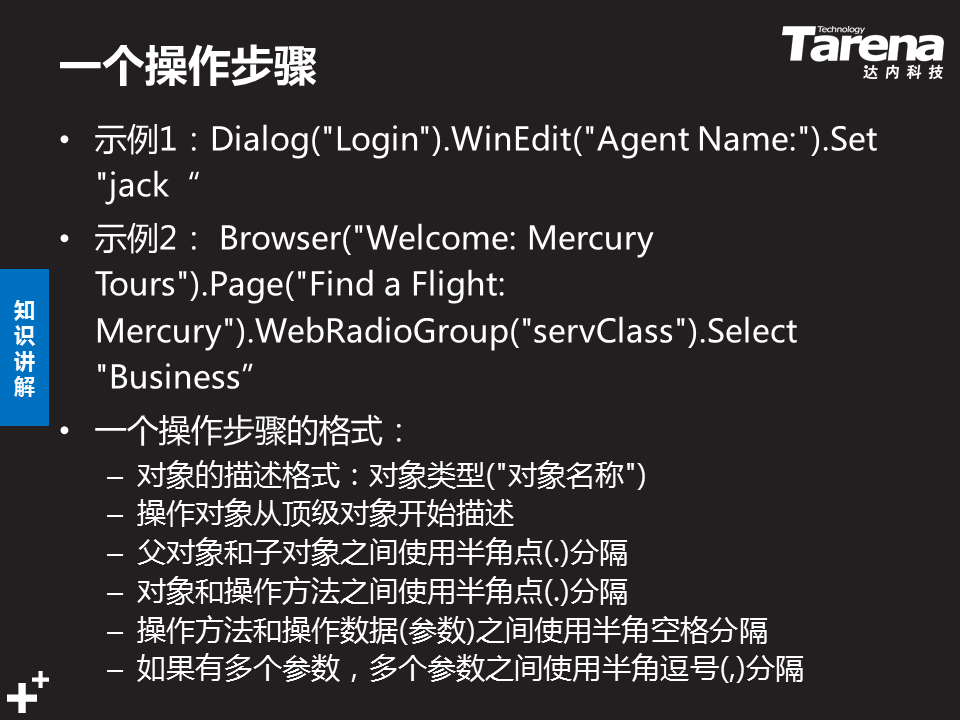 一个操作步骤
Technology
Tarena
达内科技
• 示例1：Dialog("Login").WinEdit("Agent Name:").Set
"jack “
• 示例2： Browser("Welcome: Mercury
Tours").Page("Find a Flight:
Mercury").WebRadioGroup("servClass").Select
"Business”
• 一个操作步骤的格式：
– 对象的描述格式：对象类型("对象名称")
– 操作对象从顶级对象开始描述
– 父对象和子对象之间使用半角点(.)分隔
– 对象和操作方法之间使用半角点(.)分隔
– 操作方法和操作数据(参数)之间使用半角空格分隔
– 如果有多个参数，多个参数之间使用半角逗号(,)分隔
知
识
讲
解